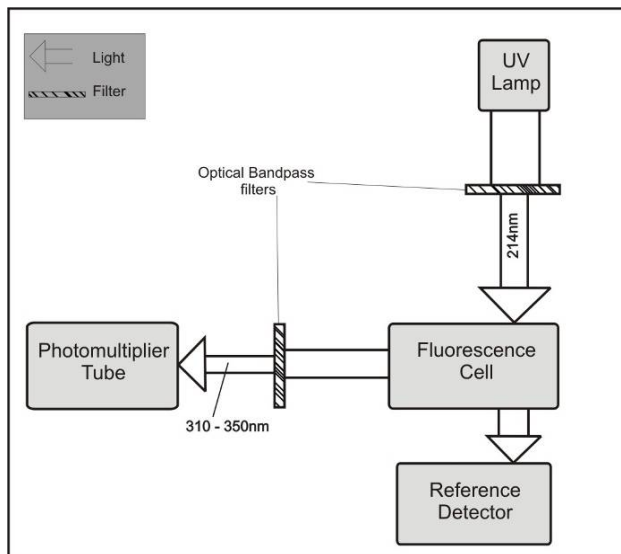 Light
Filter
UV
Lamp
Optical Bandpass
filters
214nm
Photomultiplier
Tube
Fluorescence
Cell
310 - 350nm
Reference
Detector